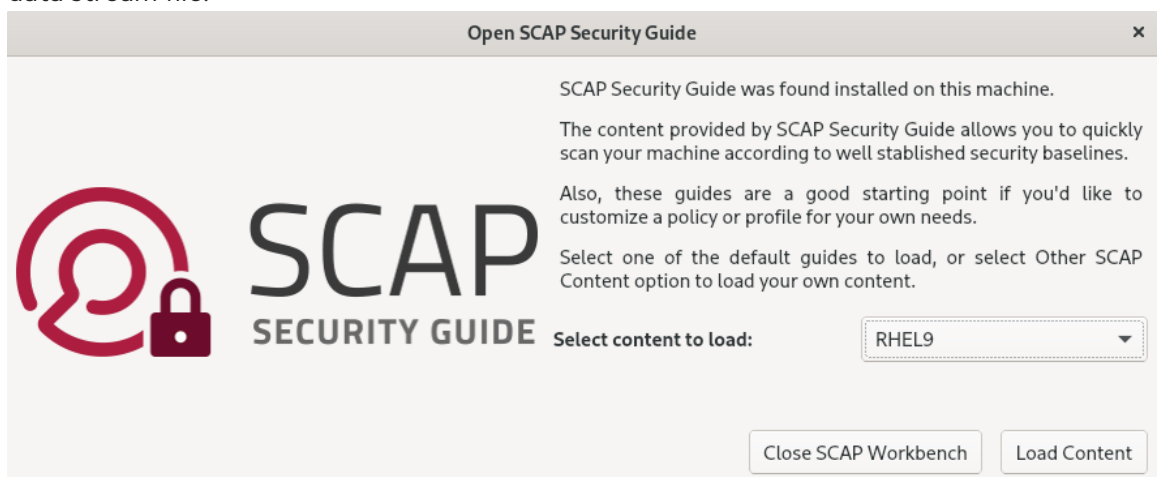 data stream file.
Open SCAP Security Guide
×
SCAP Security Guide was found installed on this machine.
The content provided by SCAP Security Guide allows you to quickly
scan your machine according to well stablished security baselines.
Also, these guides are a good starting point if you'd like to
customize a policy or profile for your own needs.
Select one of the default guides to load, or select Other SCAP
Content option to load your own content.
SCAP
SECURITY GUIDE
Select content to load:
RHEL9
Close SCAP Workbench
Load Content